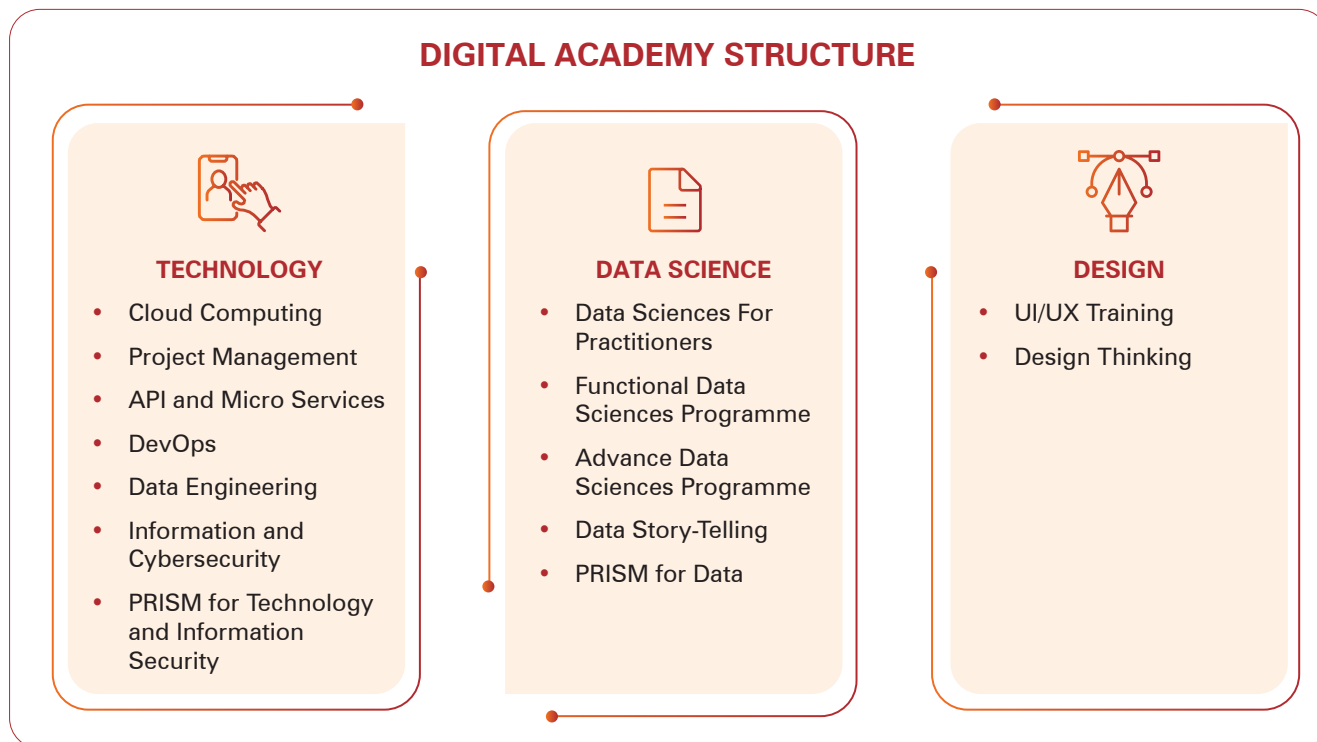 DIGITAL ACADEMY STRUCTURE
TECHNOLOGY
• Cloud Computing
• Project Management
• API and Micro Services
• DevOps
• Data Engineering
• Information and
Cybersecurity
• PRISM for Technology
and Information
Security
DATA SCIENCE
• Data Sciences For
Practitioners
• Functional Data
Sciences Programme
• Advance Data
Sciences Programme
• Data Story-Telling
• PRISM for Data
DESIGN
• UI/UX Training
• Design Thinking